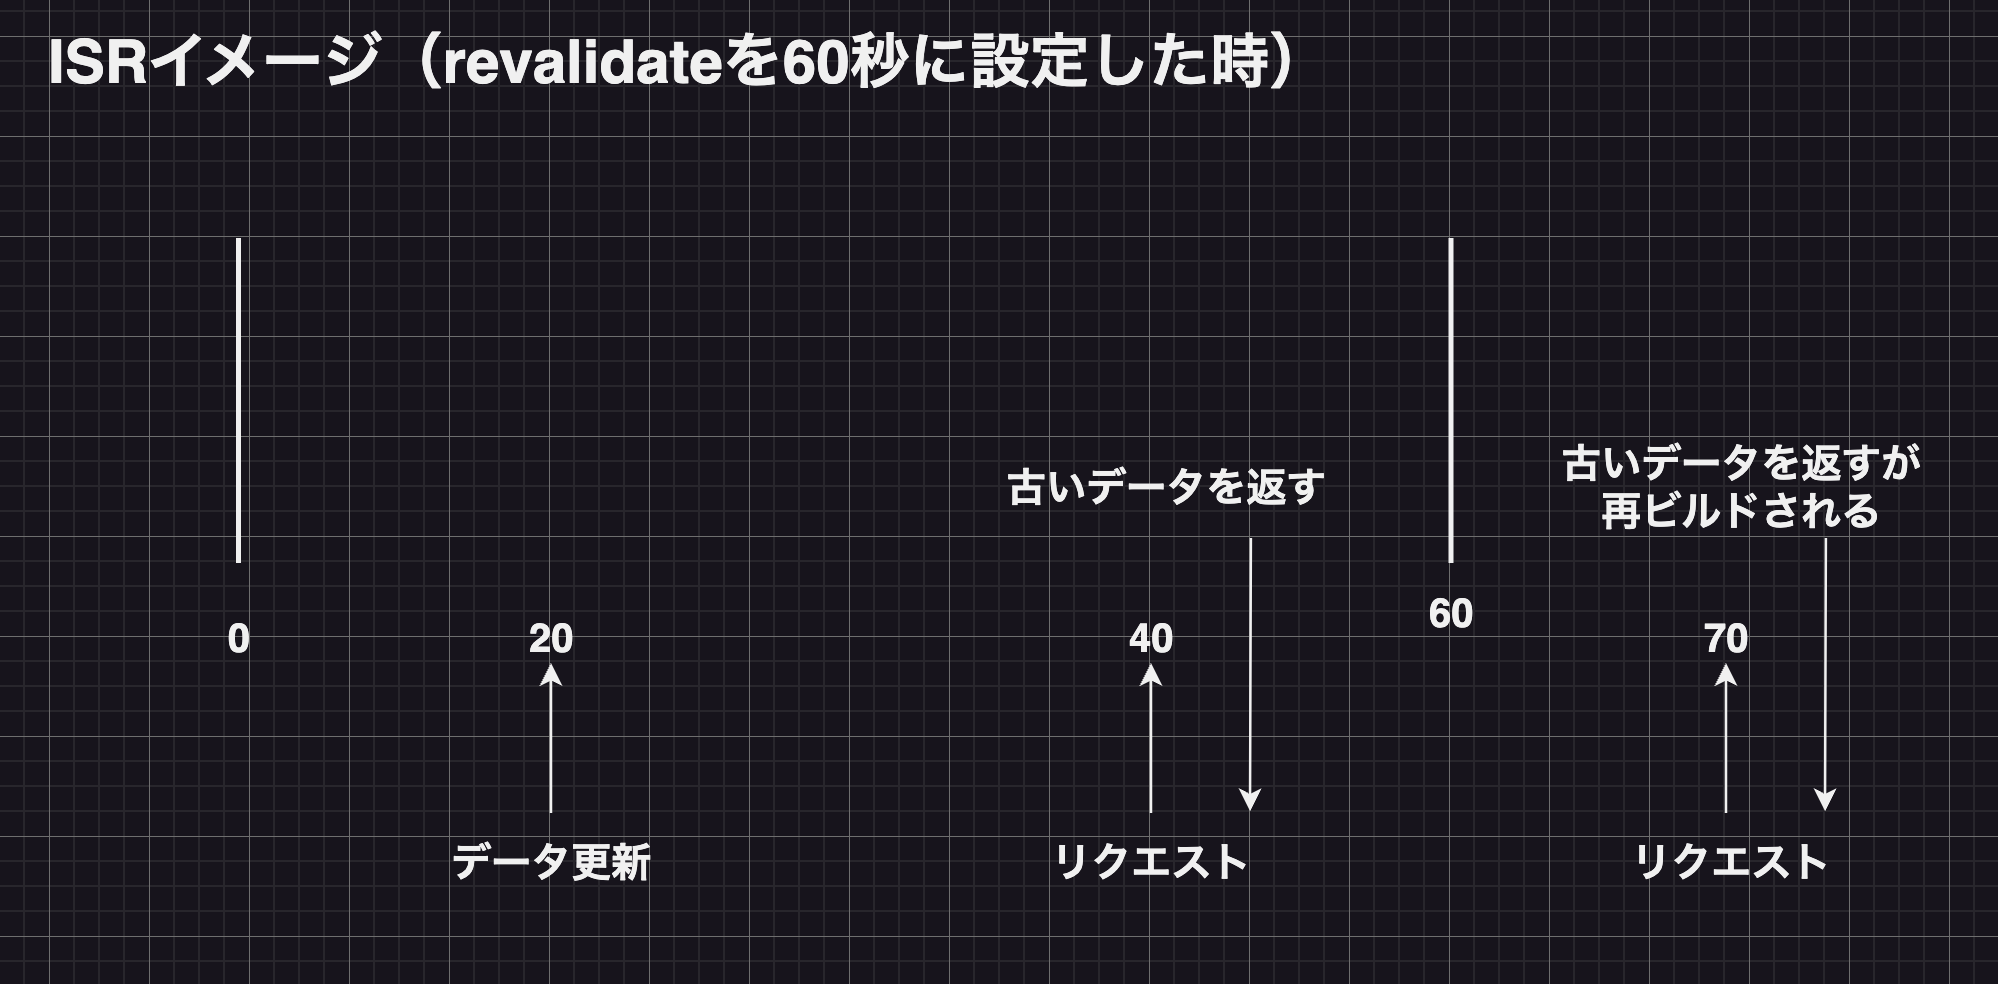 ISRイメージ（revalidateを60秒に設定した時）
古いデータを返す
古いデータを返すが
再ビルドされる
0
20
40
60
70
データ更新
リクエスト
リクエスト